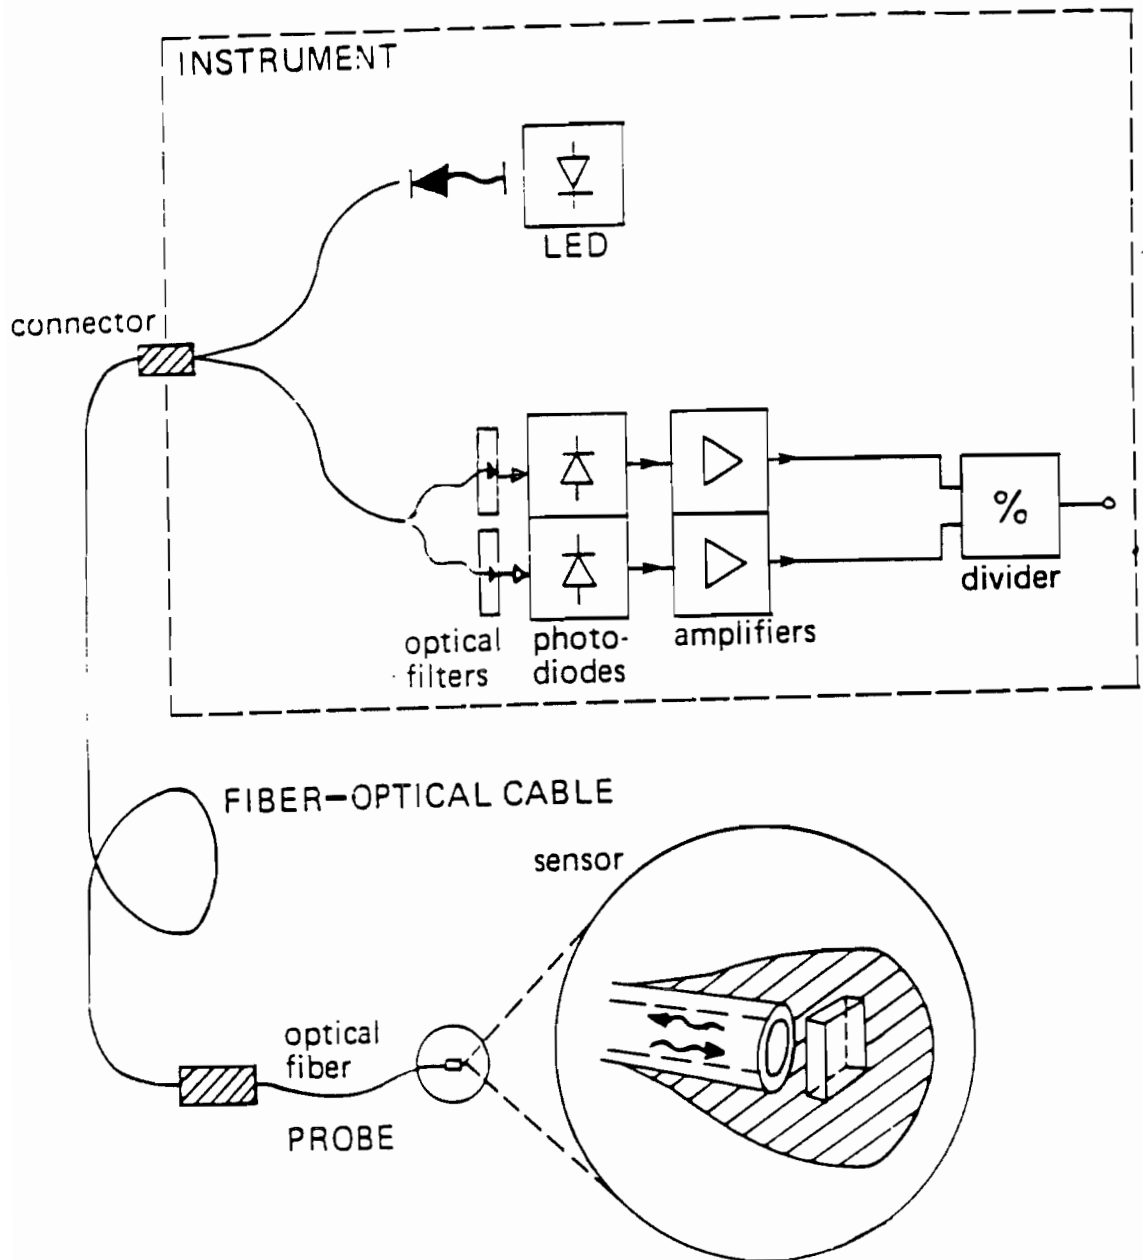 INSTRUMENT
LED
connector
%
divider
optical
filters
photo-
diodes
amplifiers
FIBER-OPTICAL CABLE
sensor
optical
fiber
PROBE